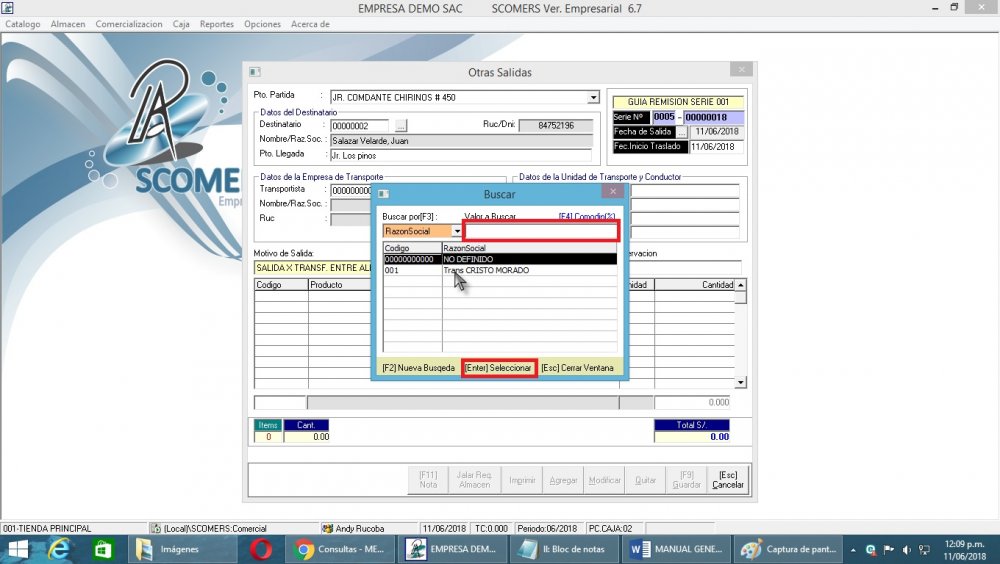 EMPRESA DEMO SAC SCOMERS Ver. Empresarial 6.7
Catalogo Almacen Comercializacion Caja Reportes Opciones Acerca de
Otras Salidas
Pto. Partida : JR. COMDANTE CHIRINOS # 450
GUIA REMISION SERIE 001
Datos del Destinatario
Serie Nº 0005 - 00000018
Destinatario : 00000002 ... Ruc/Dni: 84752196
Fecha de Salida ... 11/06/2018
Nombre/Raz.Soc. : Salazar Velarde, Juan
Fec.Inicio Traslado 11/06/2018
Pto. Llegada : Jr. Los pinos
Datos de la Empresa de Transporte
Datos de la Unidad de Transporte y Conductor
Transportista : 000000000
Nombre/Raz.Soc. :
Ruc :
SCOMER
Buscar
Buscar por[F3] : Valor a Buscar [F4] Comodin(%)
RazonSocial
Codigo RazonSocial
00000000000 NO DEFINIDO
001 Trans CRISTO MORADO
[F2] Nueva Busqeda [Enter] Seleccionar [Esc] Cerrar Ventana
Motivo de Salida:
ervacion
SALIDA X TRANSF. ENTRE AL
Codigo Producto nidad Cantidad
0.000
Items Cant. Total S/.
0 0.00 0.00
[F11] Nota
Jalar Req. Almacen
Imprimir
Agregar
Modificar
Quitar
[F9] Guardar
[Esc] Cancelar
001-TIENDA PRINCIPAL (Local)\SCOMERS:Comercial Andy Rucoba 11/06/2018 TC:0.000 Periodo:06/2018 PC.CAJA:02
Imágenes
Consultas - ME...
EMPRESA DEM...
II: Bloc de notas
MANUAL GENE...
Captura de pant...
12:09 p.m.
11/06/2018